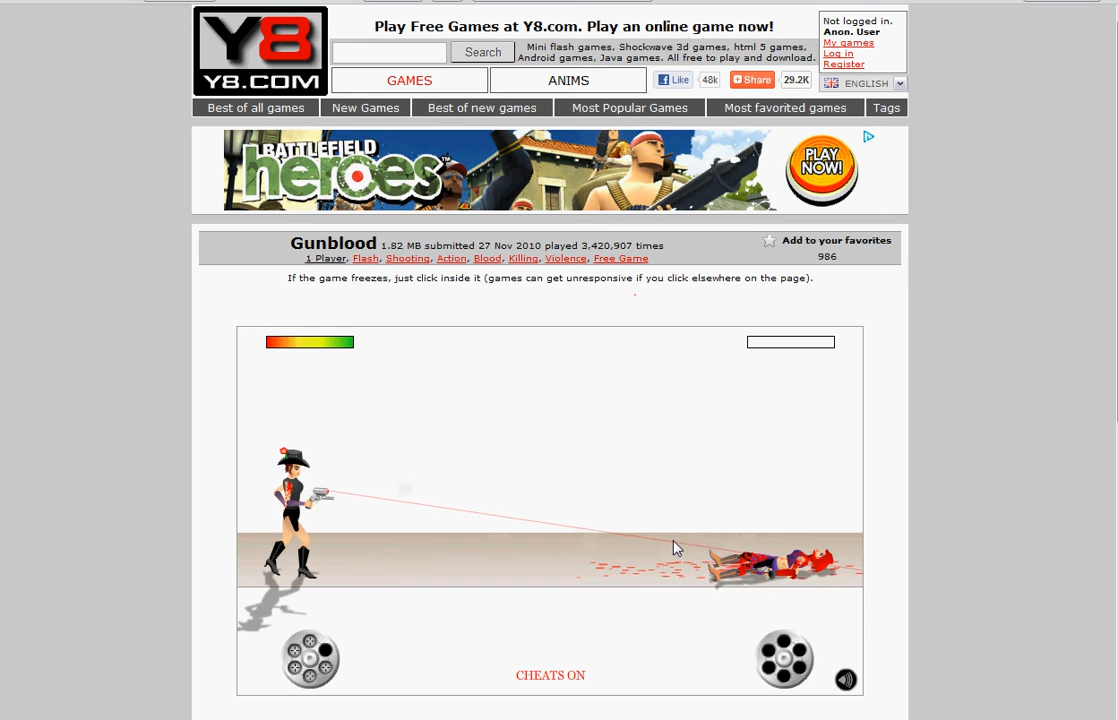 Y8
Y8.COM
Play Free Games at Y8.com. Play an online game now!
Search
Mini flash games, Shockwave 3d games, html 5 games,
Android games, Java games. All free to play and download.
GAMES
ANIMS
Like
48k
Share
29.2K
Not logged in.
Anon. User
My games
Log in
Register
ENGLISH
Best of all games
New Games
Best of new games
Most Popular Games
Most favorited games
Tags
BATTLEFIELD
heroes™
PLAY
NOW!
Gunblood 1.82 MB submitted 27 Nov 2010 played 3,420,907 times
1 Player, Flash, Shooting, Action, Blood, Killing, Violence, Free Game
Add to your favorites
986
If the game freezes, just click inside it (games can get unresponsive if you click elsewhere on the page).
CHEATS ON